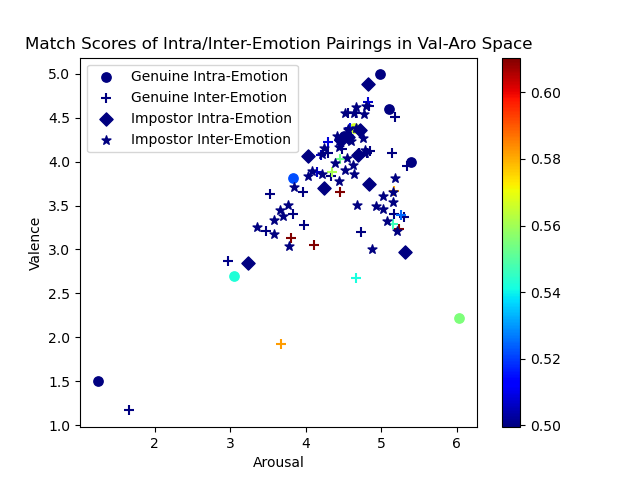 Match Scores of Intra/Inter-Emotion Pairings in Val-Aro Space
Genuine Intra-Emotion
Genuine Inter-Emotion
Impostor Intra-Emotion
Impostor Inter-Emotion
Valence
5.0
4.5
4.0
3.5
3.0
2.5
2.0
1.5
1.0
2 3 4 5 6
Arousal
0.60
0.58
0.56
0.54
0.52
0.50